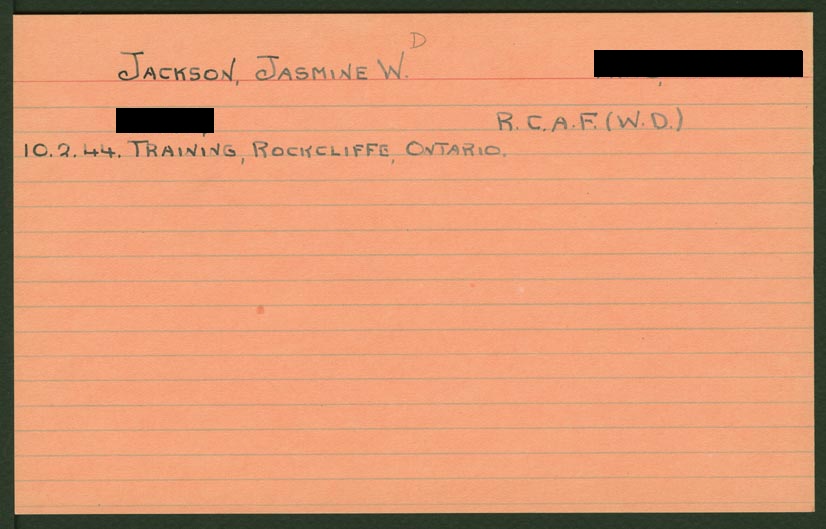 D
JACKSON, JASMINE W.
R.C.A.F. (W.D.)
10.2.44. TRAINING, ROCKCLIFFE, ONTARIO.